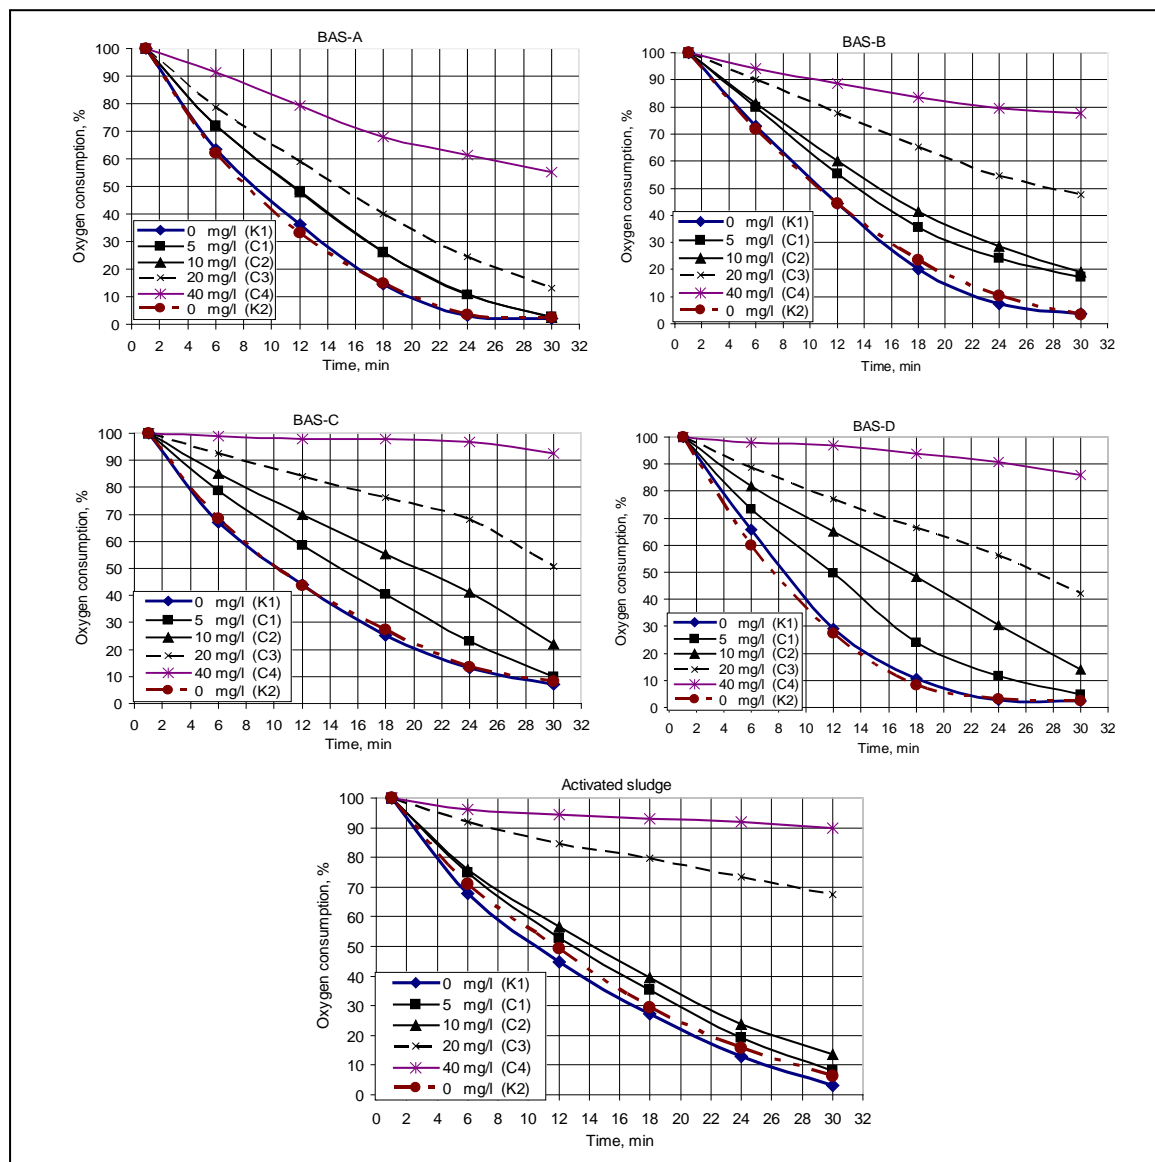 BAS-A
Oxygen consumption, %
100
90
80
70
60
50
40
30
20
10
0
0 mg/l (K1)
5 mg/l (C1)
10 mg/l (C2)
20 mg/l (C3)
40 mg/l (C4)
0 mg/l (K2)
0 2 4 6 8 10 12 14 16 18 20 22 24 26 28 30 32
Time, min
BAS-B
Oxygen consumption, %
100
90
80
70
60
50
40
30
20
10
0
0 mg/l (K1)
5 mg/l (C1)
10 mg/l (C2)
20 mg/l (C3)
40 mg/l (C4)
0 mg/l (K2)
0 2 4 6 8 10 12 14 16 18 20 22 24 26 28 30 32
Time, min
BAS-C
Oxygen consumption, %
100
90
80
70
60
50
40
30
20
10
0
0 mg/l (K1)
5 mg/l (C1)
10 mg/l (C2)
20 mg/l (C3)
40 mg/l (C4)
0 mg/l (K2)
0 2 4 6 8 10 12 14 16 18 20 22 24 26 28 30 32
Time, min
BAS-D
Oxygen consumption, %
100
90
80
70
60
50
40
30
20
10
0
0 mg/l (K1)
5 mg/l (C1)
10 mg/l (C2)
20 mg/l (C3)
40 mg/l (C4)
0 mg/l (K2)
0 2 4 6 8 10 12 14 16 18 20 22 24 26 28 30 32
Time, min
Activated sludge
Oxygen consumption, %
100
90
80
70
60
50
40
30
20
10
0
0 mg/l (K1)
5 mg/l (C1)
10 mg/l (C2)
20 mg/l (C3)
40 mg/l (C4)
0 mg/l (K2)
0 2 4 6 8 10 12 14 16 18 20 22 24 26 28 30 32
Time, min